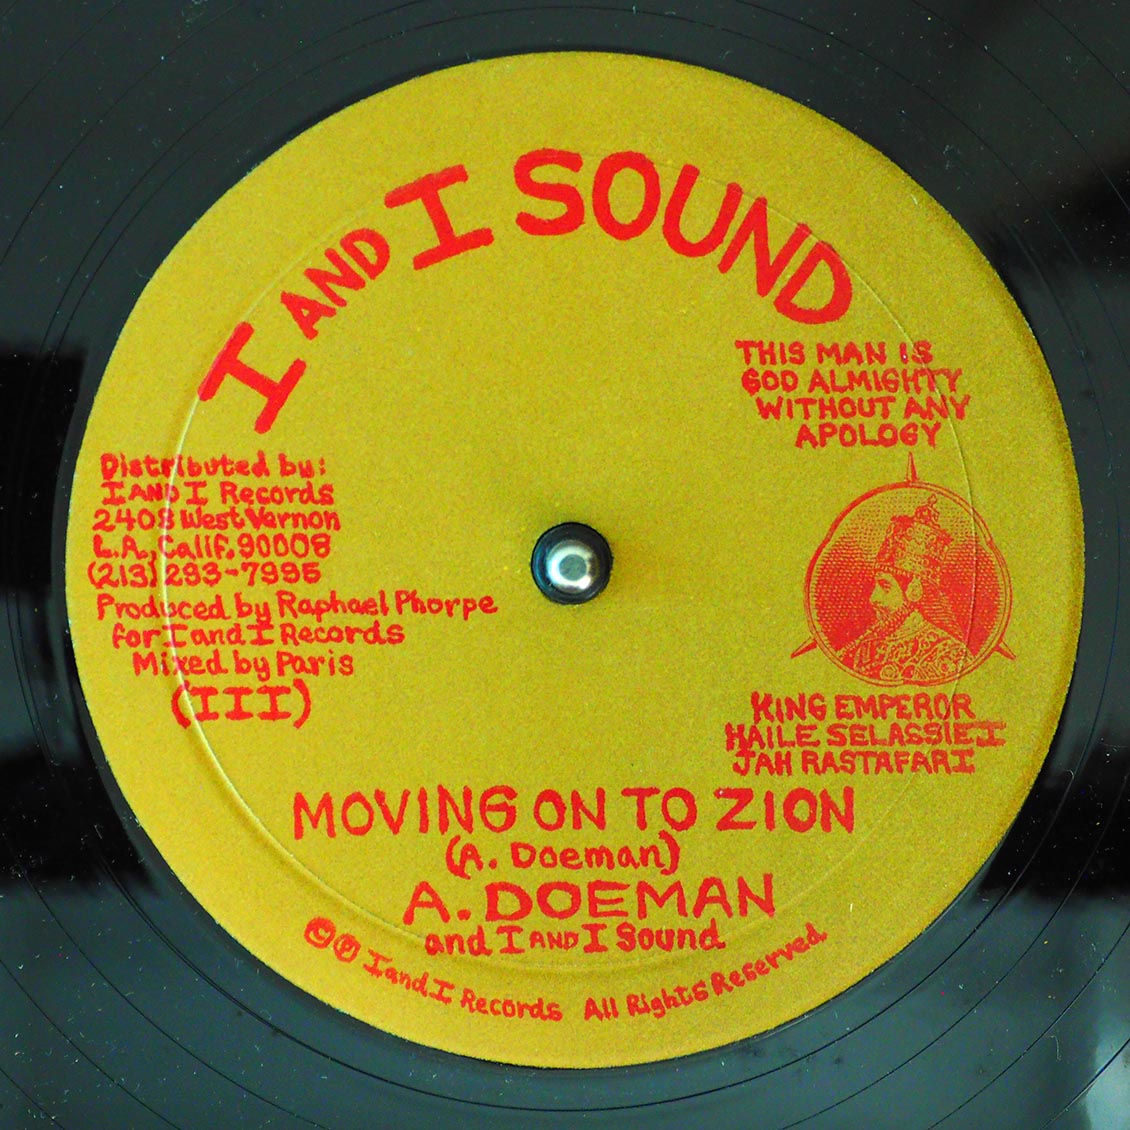 I AND I SOUND
THIS MAN IS
GOD ALMIGHTY
WITHOUT ANY
APOLOGY
Distributed by:
I AND I Records
2408 West Vernon
L.A, Calif. 90008
(213) 293-7995
Produced by Raphael Phorpe
for I and I Records
Mixed by Paris
(III)
KING EMPEROR
HAILE SELASSIE I
JAH RASTAFARI
MOVING ON TO ZION
(A. Doeman)
A. DOEMAN
and I AND I Sound
© ℗ I and I Records All Rights Reserved